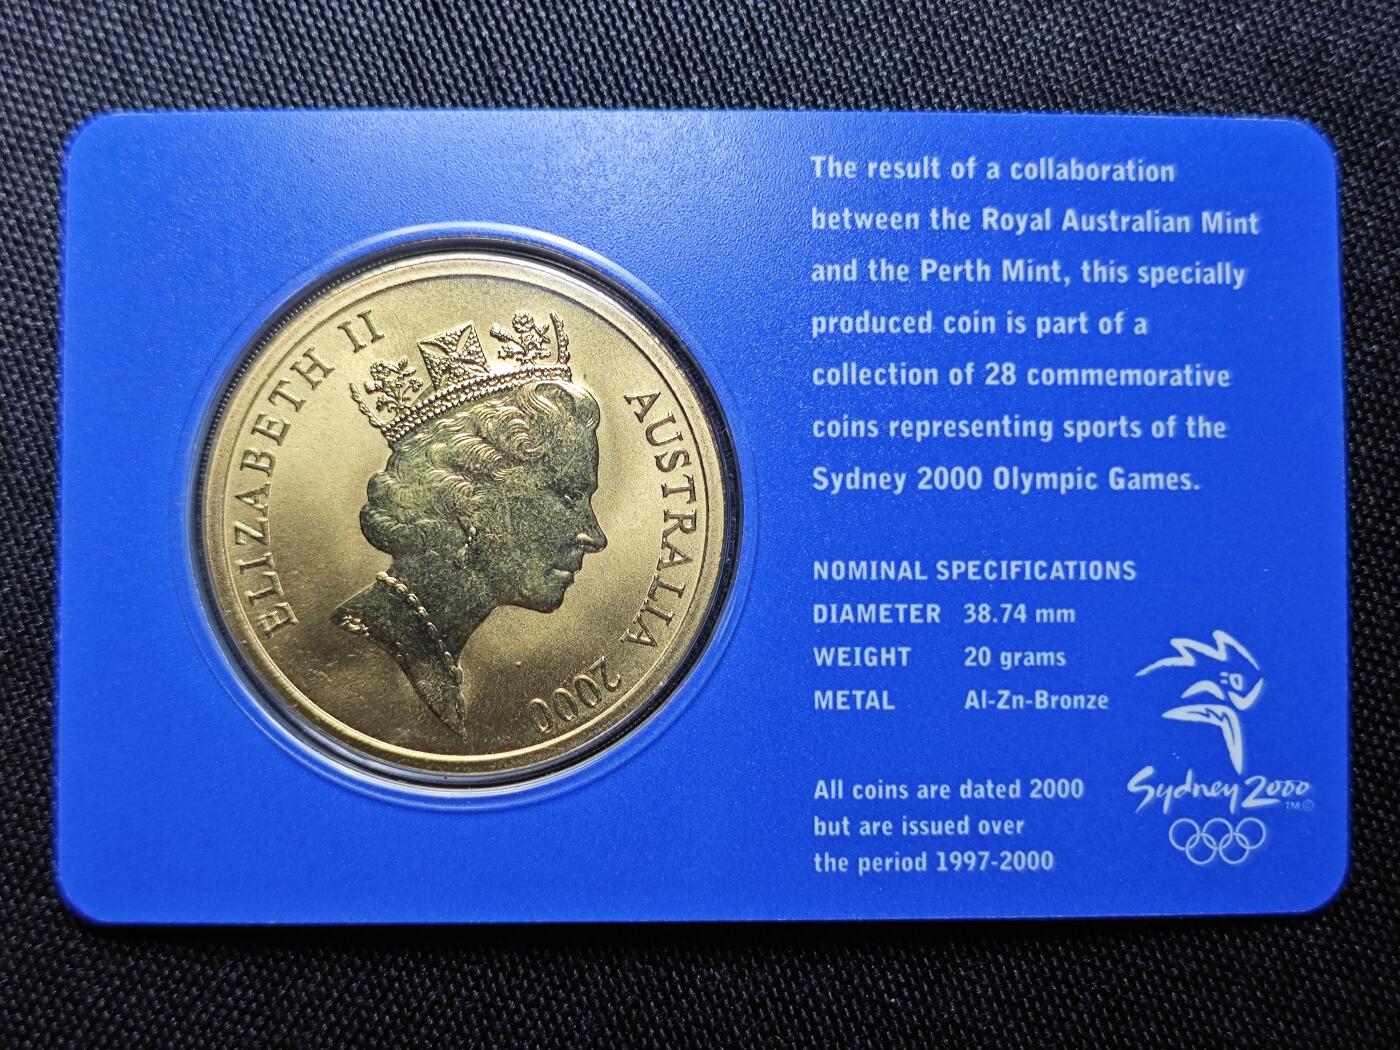 ELIZABETH II
AUSTRALIA 2000
The result of a collaboration
between the Royal Australian Mint
and the Perth Mint, this specially
produced coin is part of a
collection of 28 commemorative
coins representing sports of the
Sydney 2000 Olympic Games.
NOMINAL SPECIFICATIONS
DIAMETER 38.74 mm
WEIGHT 20 grams
METAL Al-Zn-Bronze
All coins are dated 2000
but are issued over
the period 1997-2000
Sydney 2000
TM ©